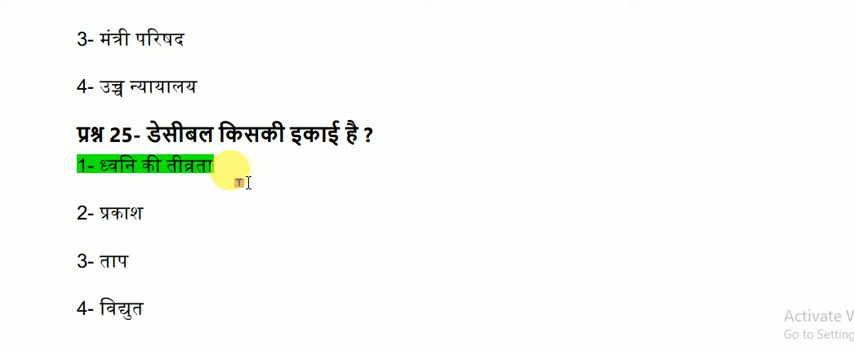 3- मंत्री परिषद
4- उच्च न्यायालय
प्रश्न 25- डेसीबल किसकी इकाई है ?
1- ध्वनि की तीव्रता
2- प्रकाश
3- ताप
4- विद्युत
Activate
Go to Setting